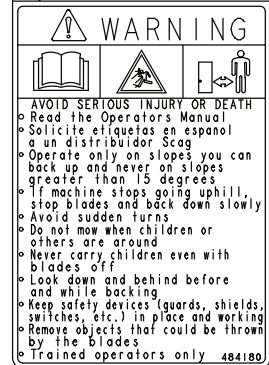 WARNING
AVOID SERIOUS INJURY OR DEATH
Read the Operators Manual
Solicite etiquetas en espanol
a un distribuidor Scag
Operate only on slopes you can
back up and never on slopes
greater than 15 degrees
If machine stops going uphill,
stop blades and back down slowly
Avoid sudden turns
Do not mow when children or
others are around
Never carry children even with
blades off
Look down and behind before
and while backing
Keep safety devices (guards, shields,
switches, etc.) in place and working
Remove objects that could be thrown
by the blades
Trained operators only 484180